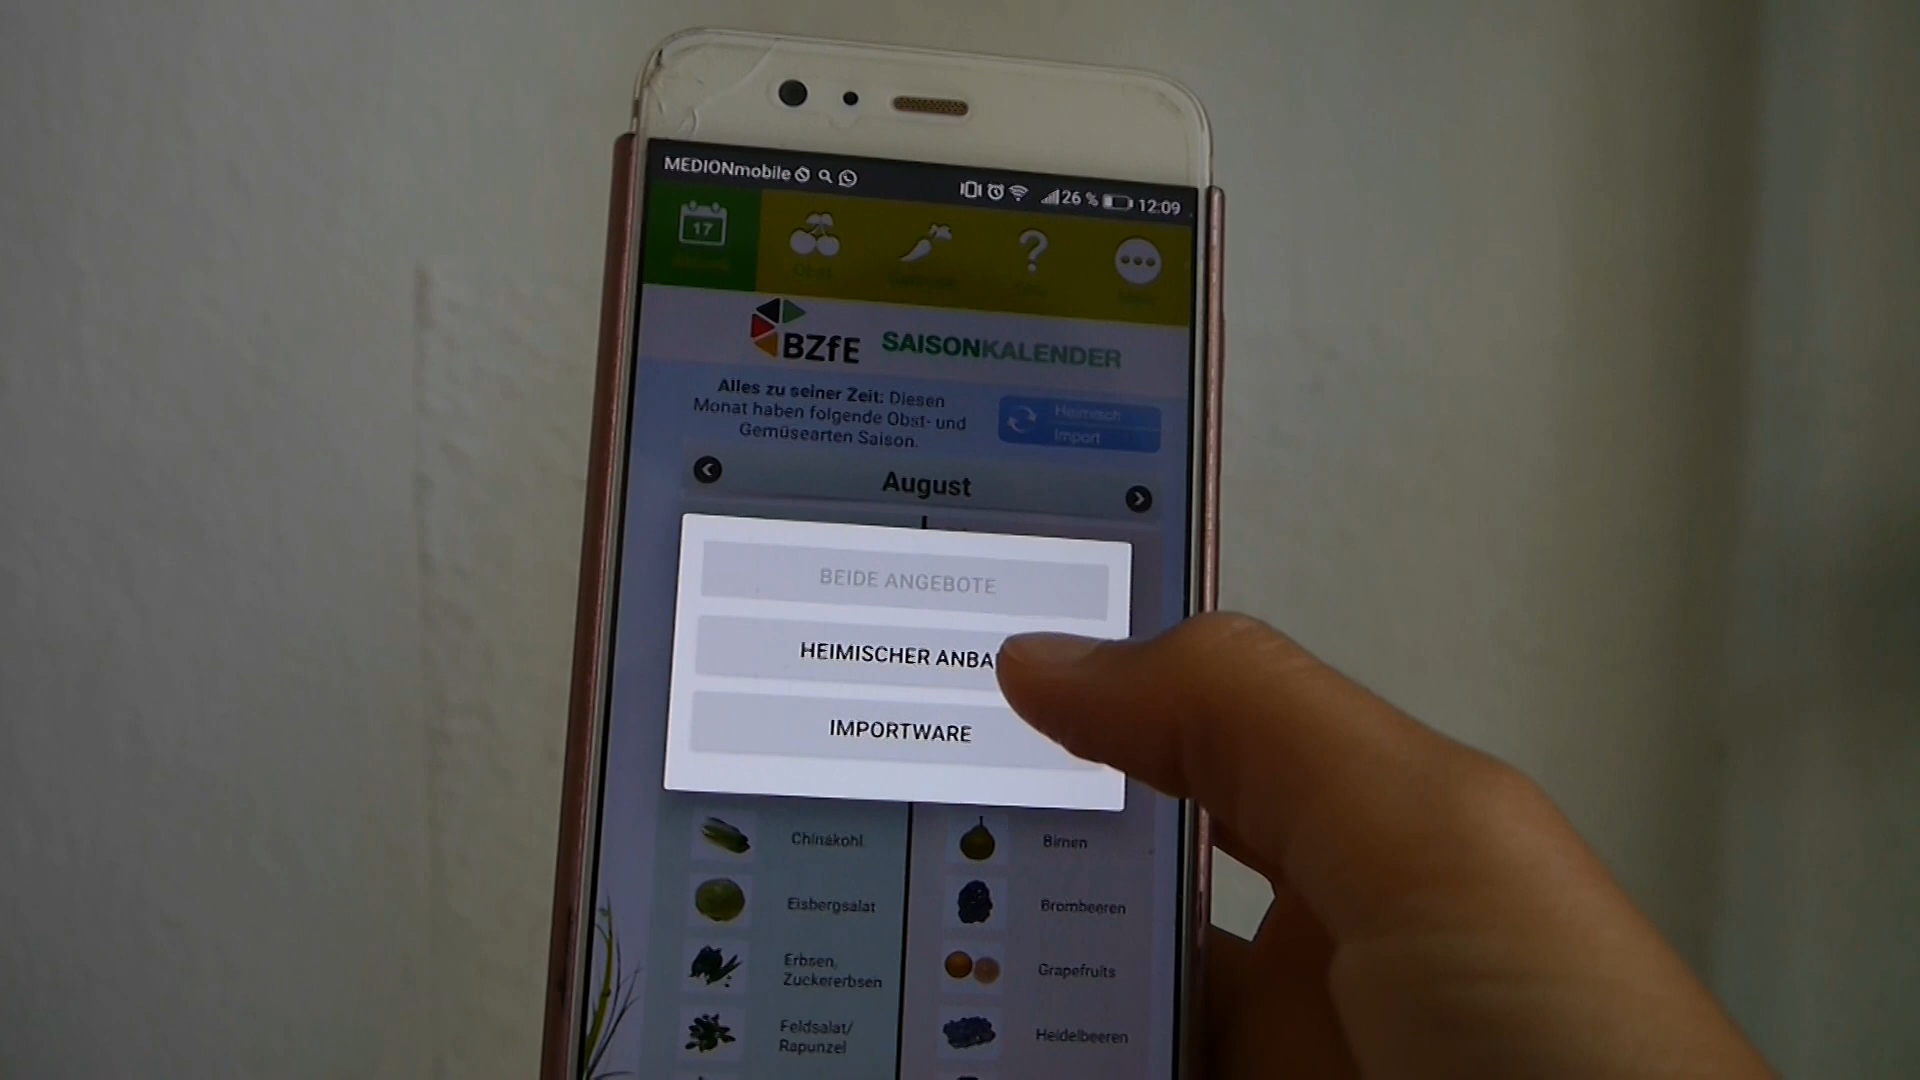 MEDIONmobile
26 % 12:09
17
Obst
BZfE SAISONKALENDER
Alles zu seiner Zeit: Diesen
Monat haben folgende Obst- und
Gemüsearten Saison.
Heimisch
Import
August
BEIDE ANGEBOTE
HEIMISCHER ANBA
IMPORTWARE
Chinakohl
Birnen
Eisbergsalat
Brombeeren
Erbsen,
Zuckererbsen
Grapefruits
Feldsalat/
Rapunzel
Heidelbeeren